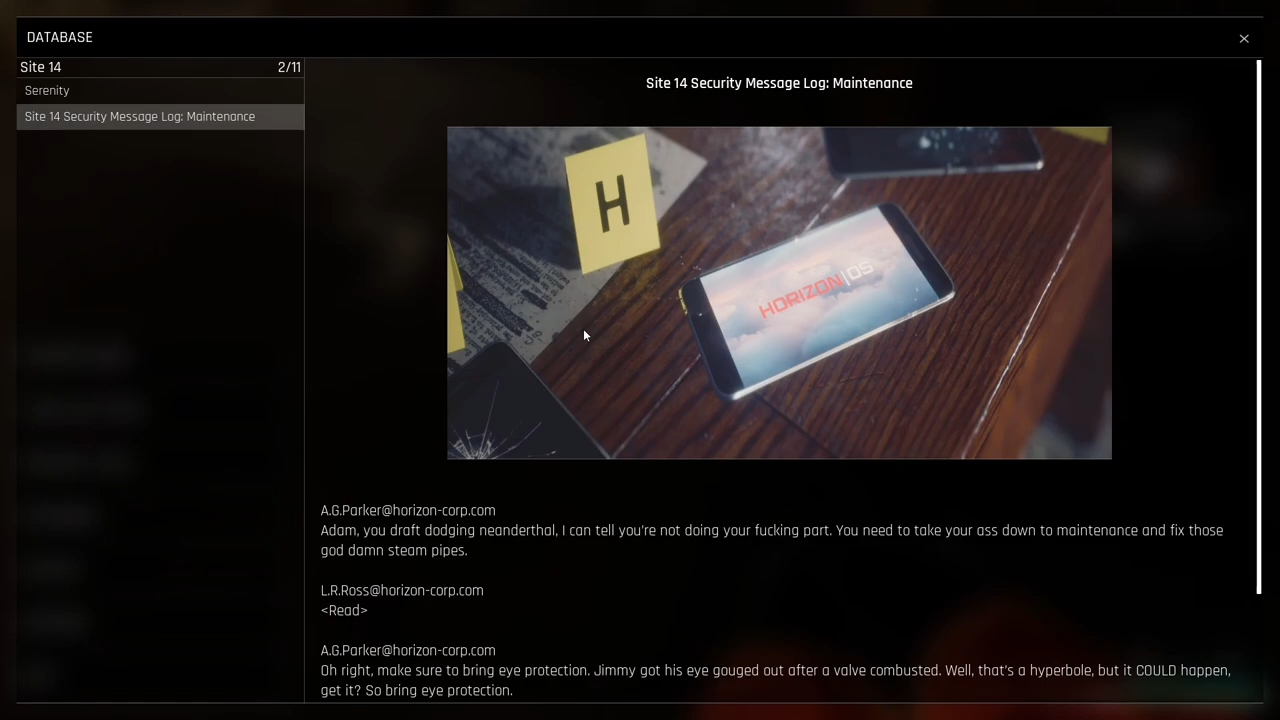 DATABASE
Site 14 2/11
Serenity
Site 14 Security Message Log: Maintenance
Site 14 Security Message Log: Maintenance
H
HORIZON|OS
A.G.Parker@horizon-corp.com
Adam, you draft dodging neanderthal, I can tell you're not doing your fucking part. You need to take your ass down to maintenance and fix those
god damn steam pipes.
L.R.Ross@horizon-corp.com
<Read>
A.G.Parker@horizon-corp.com
Oh right, make sure to bring eye protection. Jimmy got his eye gouged out after a valve combusted. Well, that's a hyperbole, but it COULD happen,
get it? So bring eye protection.